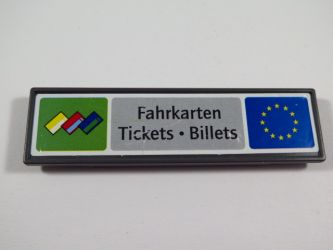 Fahrkarten
Tickets • Billets